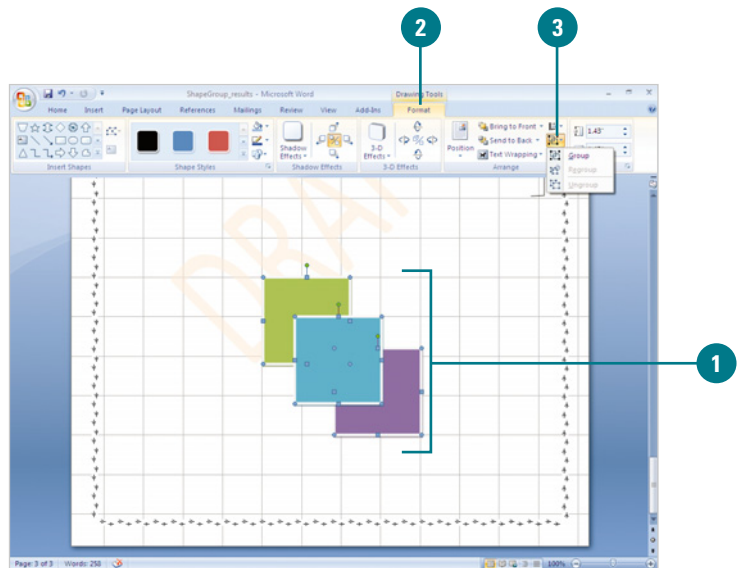 2 3
ShapeGroup_results - Microsoft Word Drawing Tools
Home Insert Page Layout References Mailings Review View Add-Ins Format
Shadow Effects 3-D Effects Position Bring to Front Send to Back Text Wrapping 1.43"
Insert Shapes Shape Styles Shadow Effects 3-D Effects Arrange
Group
Regroup
Ungroup
DRA
1
Page: 3 of 3 Words: 250 100%